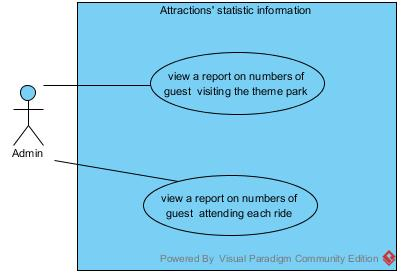 Attractions' statistic information
view a report on numbers of
guest visiting the theme park
Admin
view a report on numbers of
guest attending each ride
Powered By Visual Paradigm Community Edition